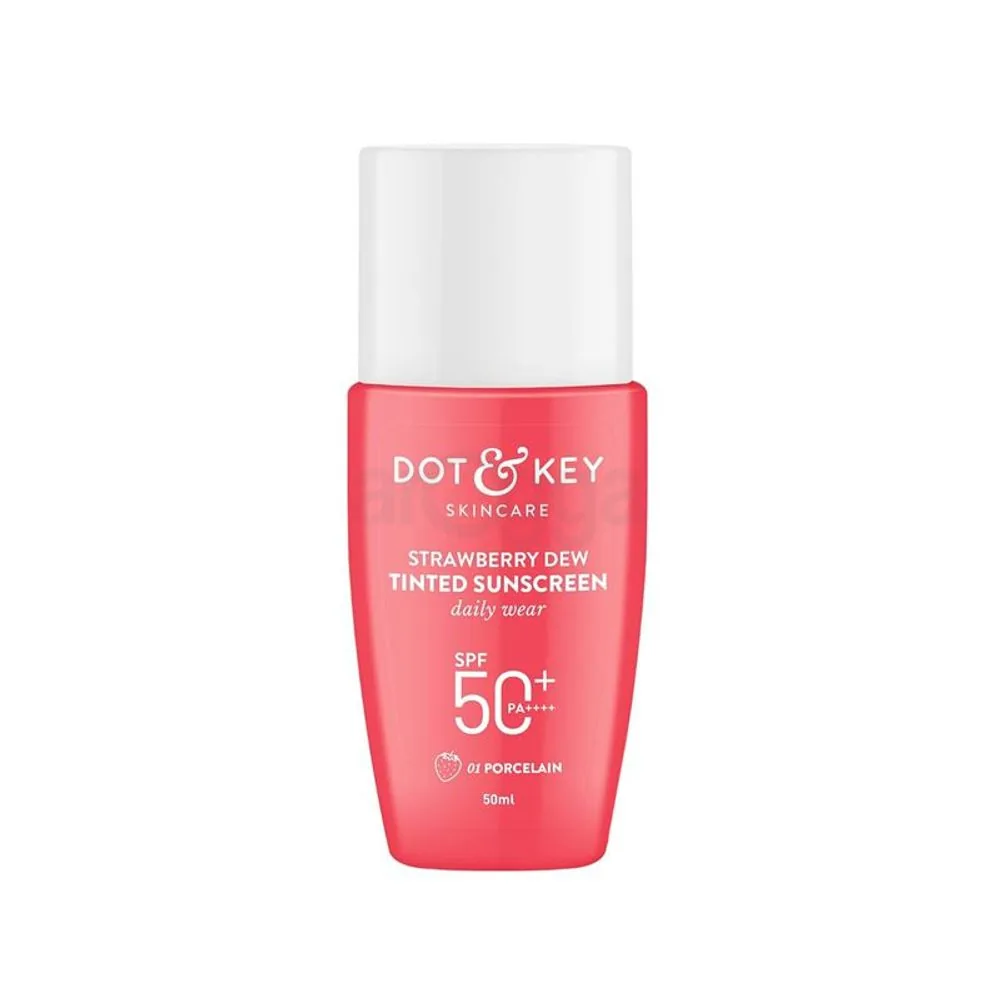 DOT & KEY
SKINCARE
STRAWBERRY DEW
TINTED SUNSCREEN
daily wear
SPF
50+
PA++++
01 PORCELAIN
50ml